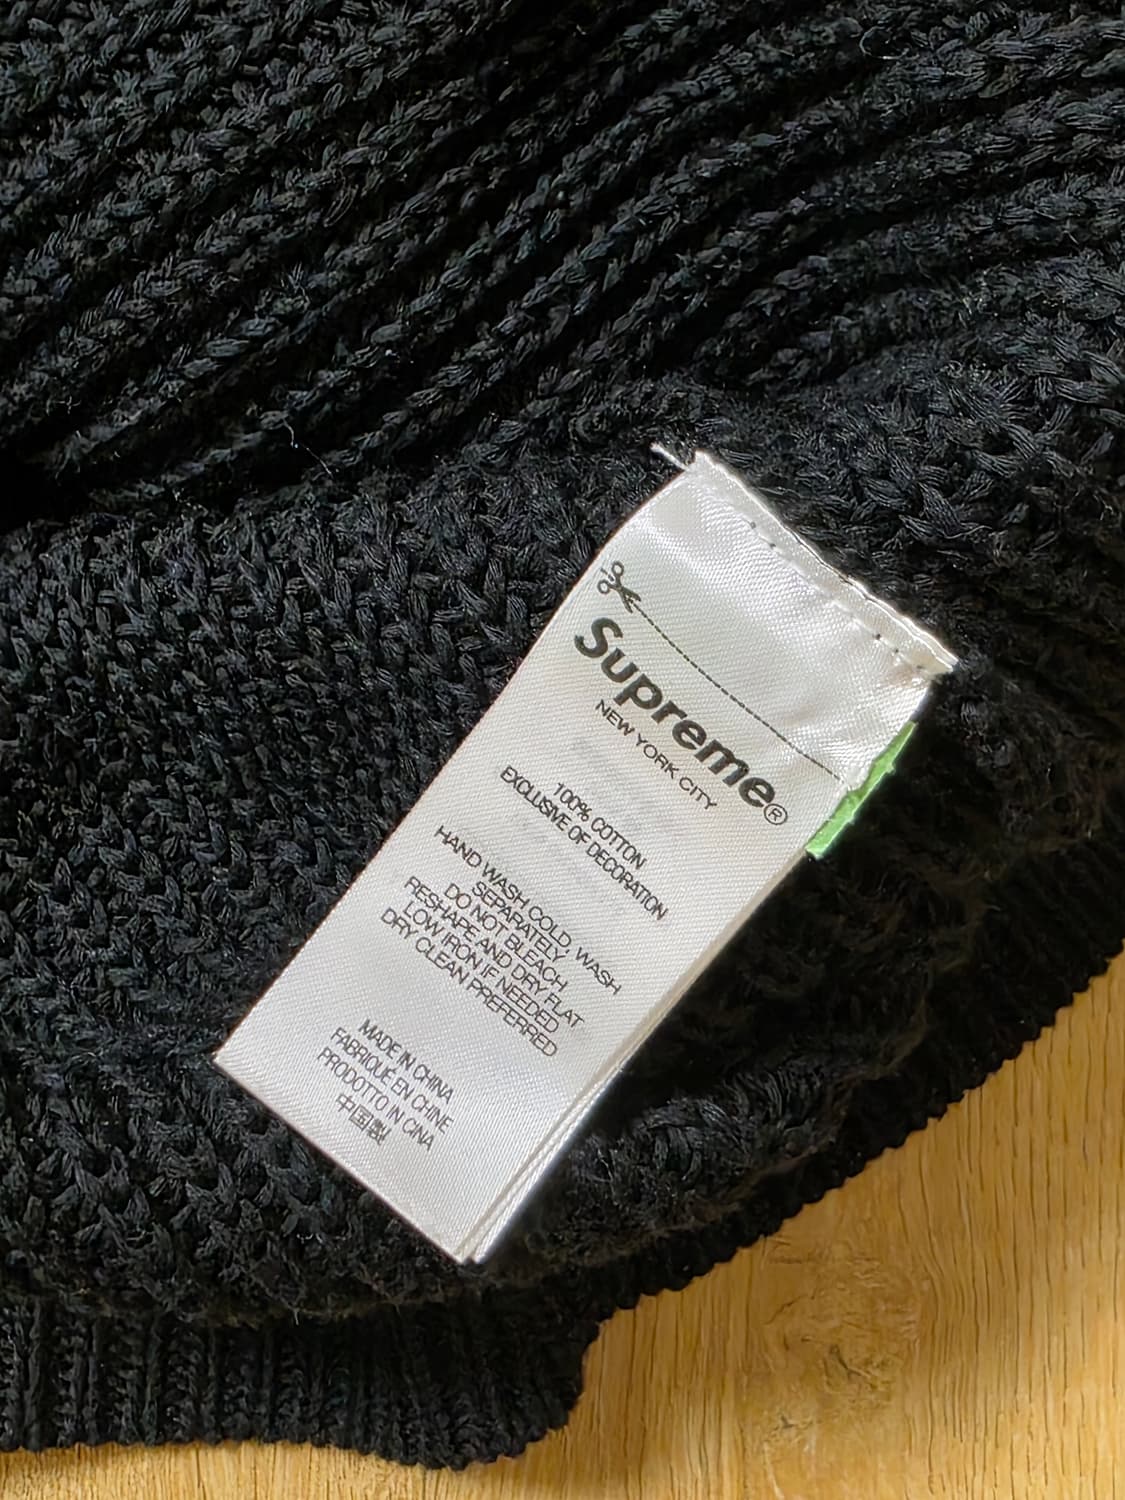 Supreme®
NEW YORK CITY
100% COTTON
EXCLUSIVE OF DECORATION
HAND WASH COLD, WASH
SEPARATELY
DO NOT BLEACH
RESHAPE AND DRY FLAT
LOW IRON IF NEEDED
DRY CLEAN PREFERRED
MADE IN CHINA
FABRIQUÉ EN CHINE
PRODOTTO IN CINA
中国製